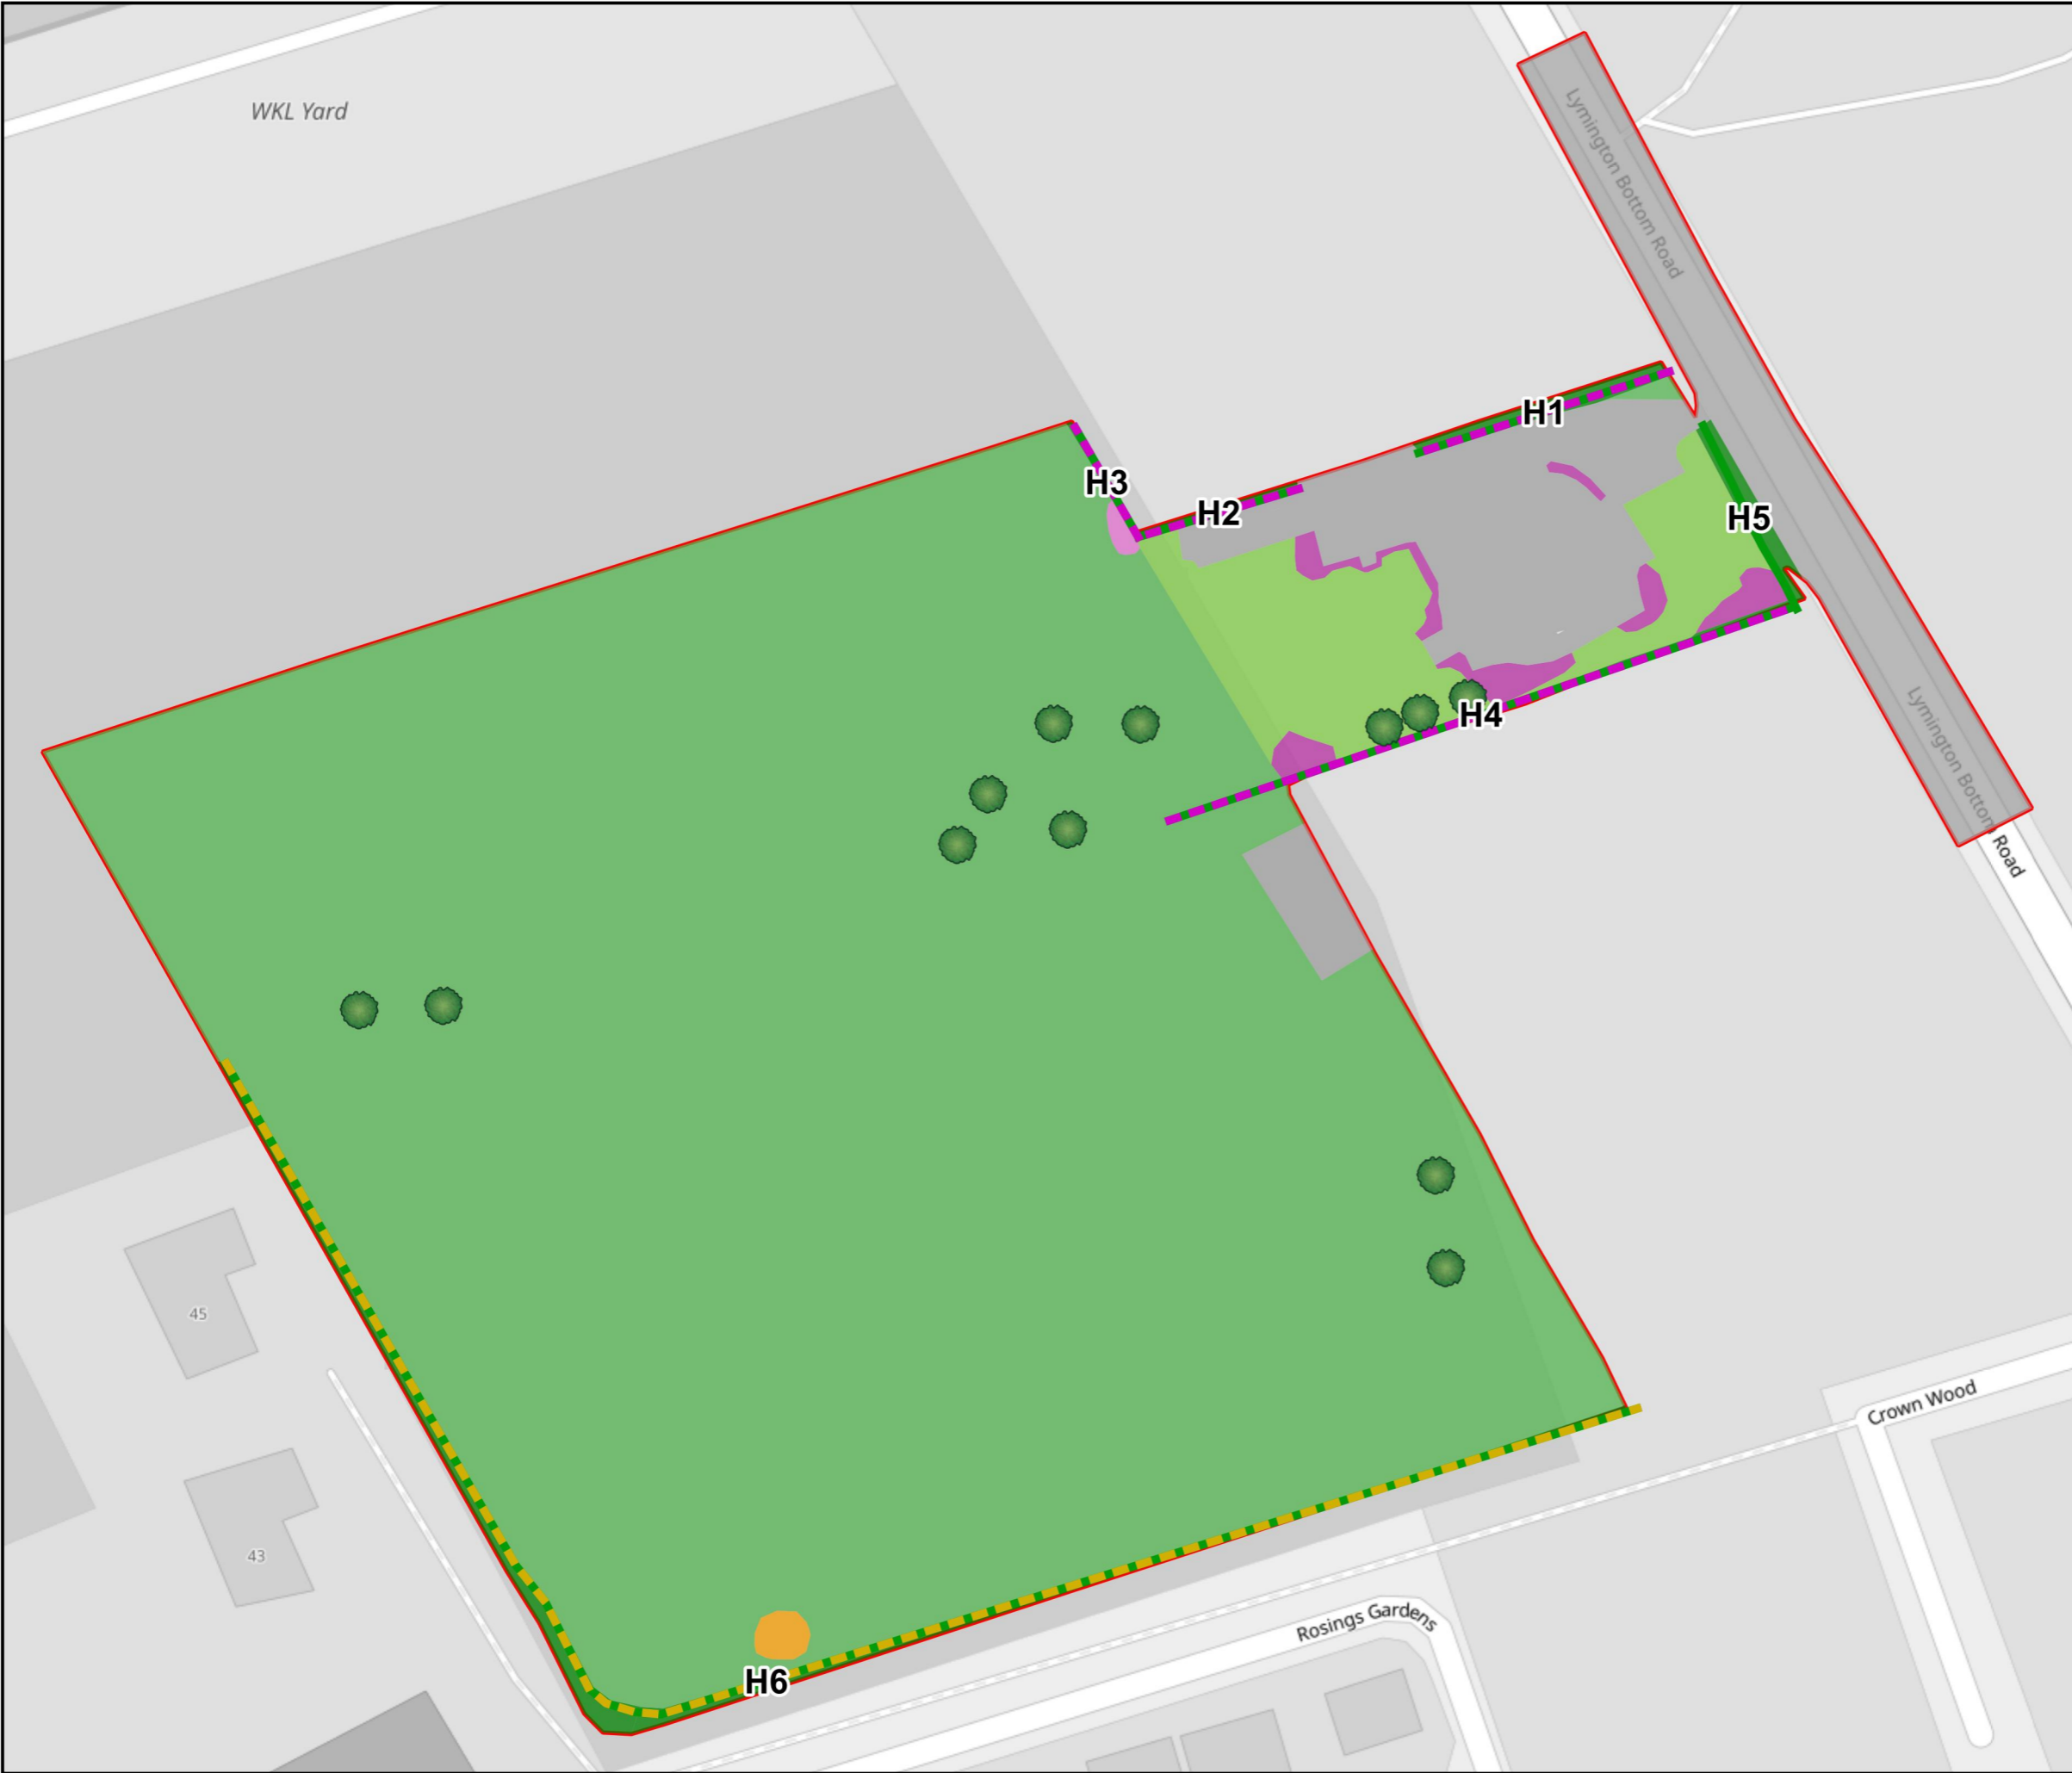 WKL Yard
Lymington Bottom Road
H1
H3
H2
H5
H4
Lymington Bottom Road
45
Crown Wood
43
Rosings Gardens
H6